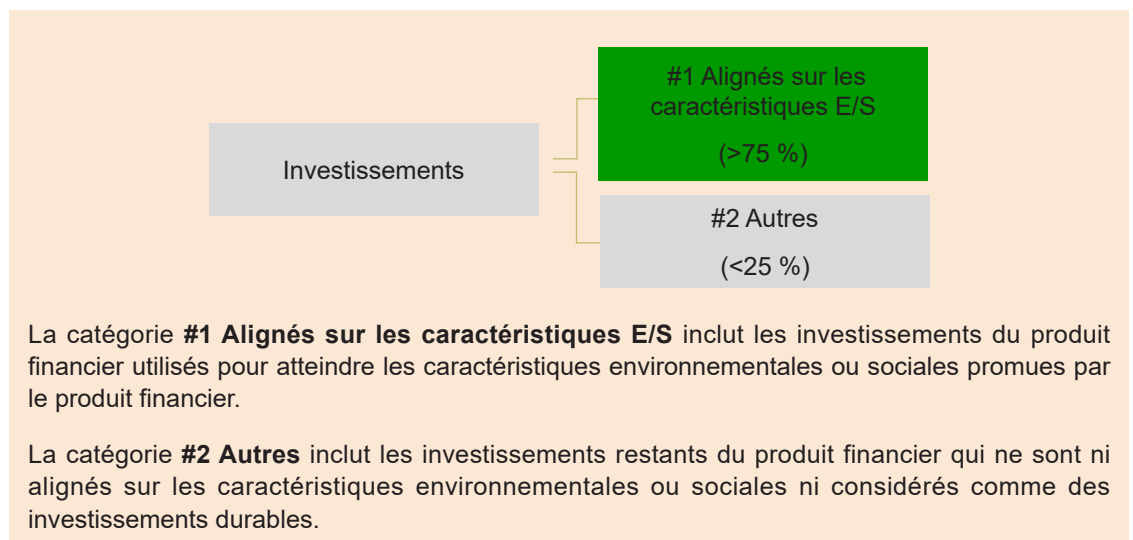 #1 Alignés sur les
caractéristiques E/S
(>75 %)
Investissements
#2 Autres
(<25 %)
La catégorie #1 Alignés sur les caractéristiques E/S inclut les investissements du produit
financier utilisés pour atteindre les caractéristiques environnementales ou sociales promues par
le produit financier.
La catégorie #2 Autres inclut les investissements restants du produit financier qui ne sont ni
alignés sur les caractéristiques environnementales ou sociales ni considérés comme des
investissements durables.